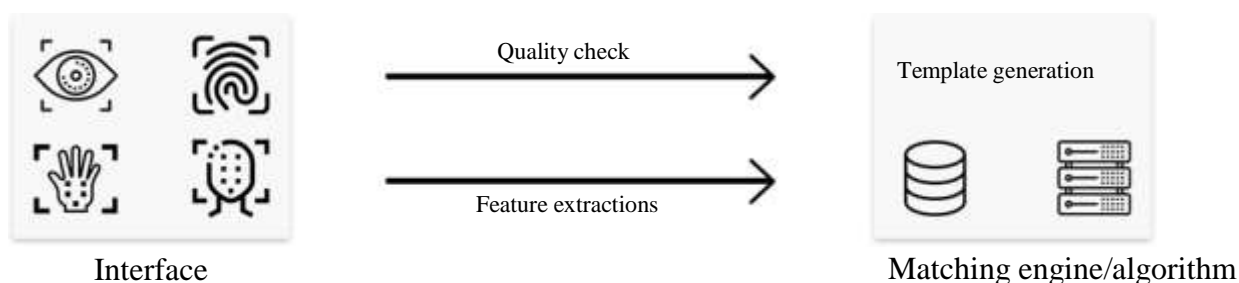 Quality check
Template generation
Feature extractions
Interface
Matching engine/algorithm